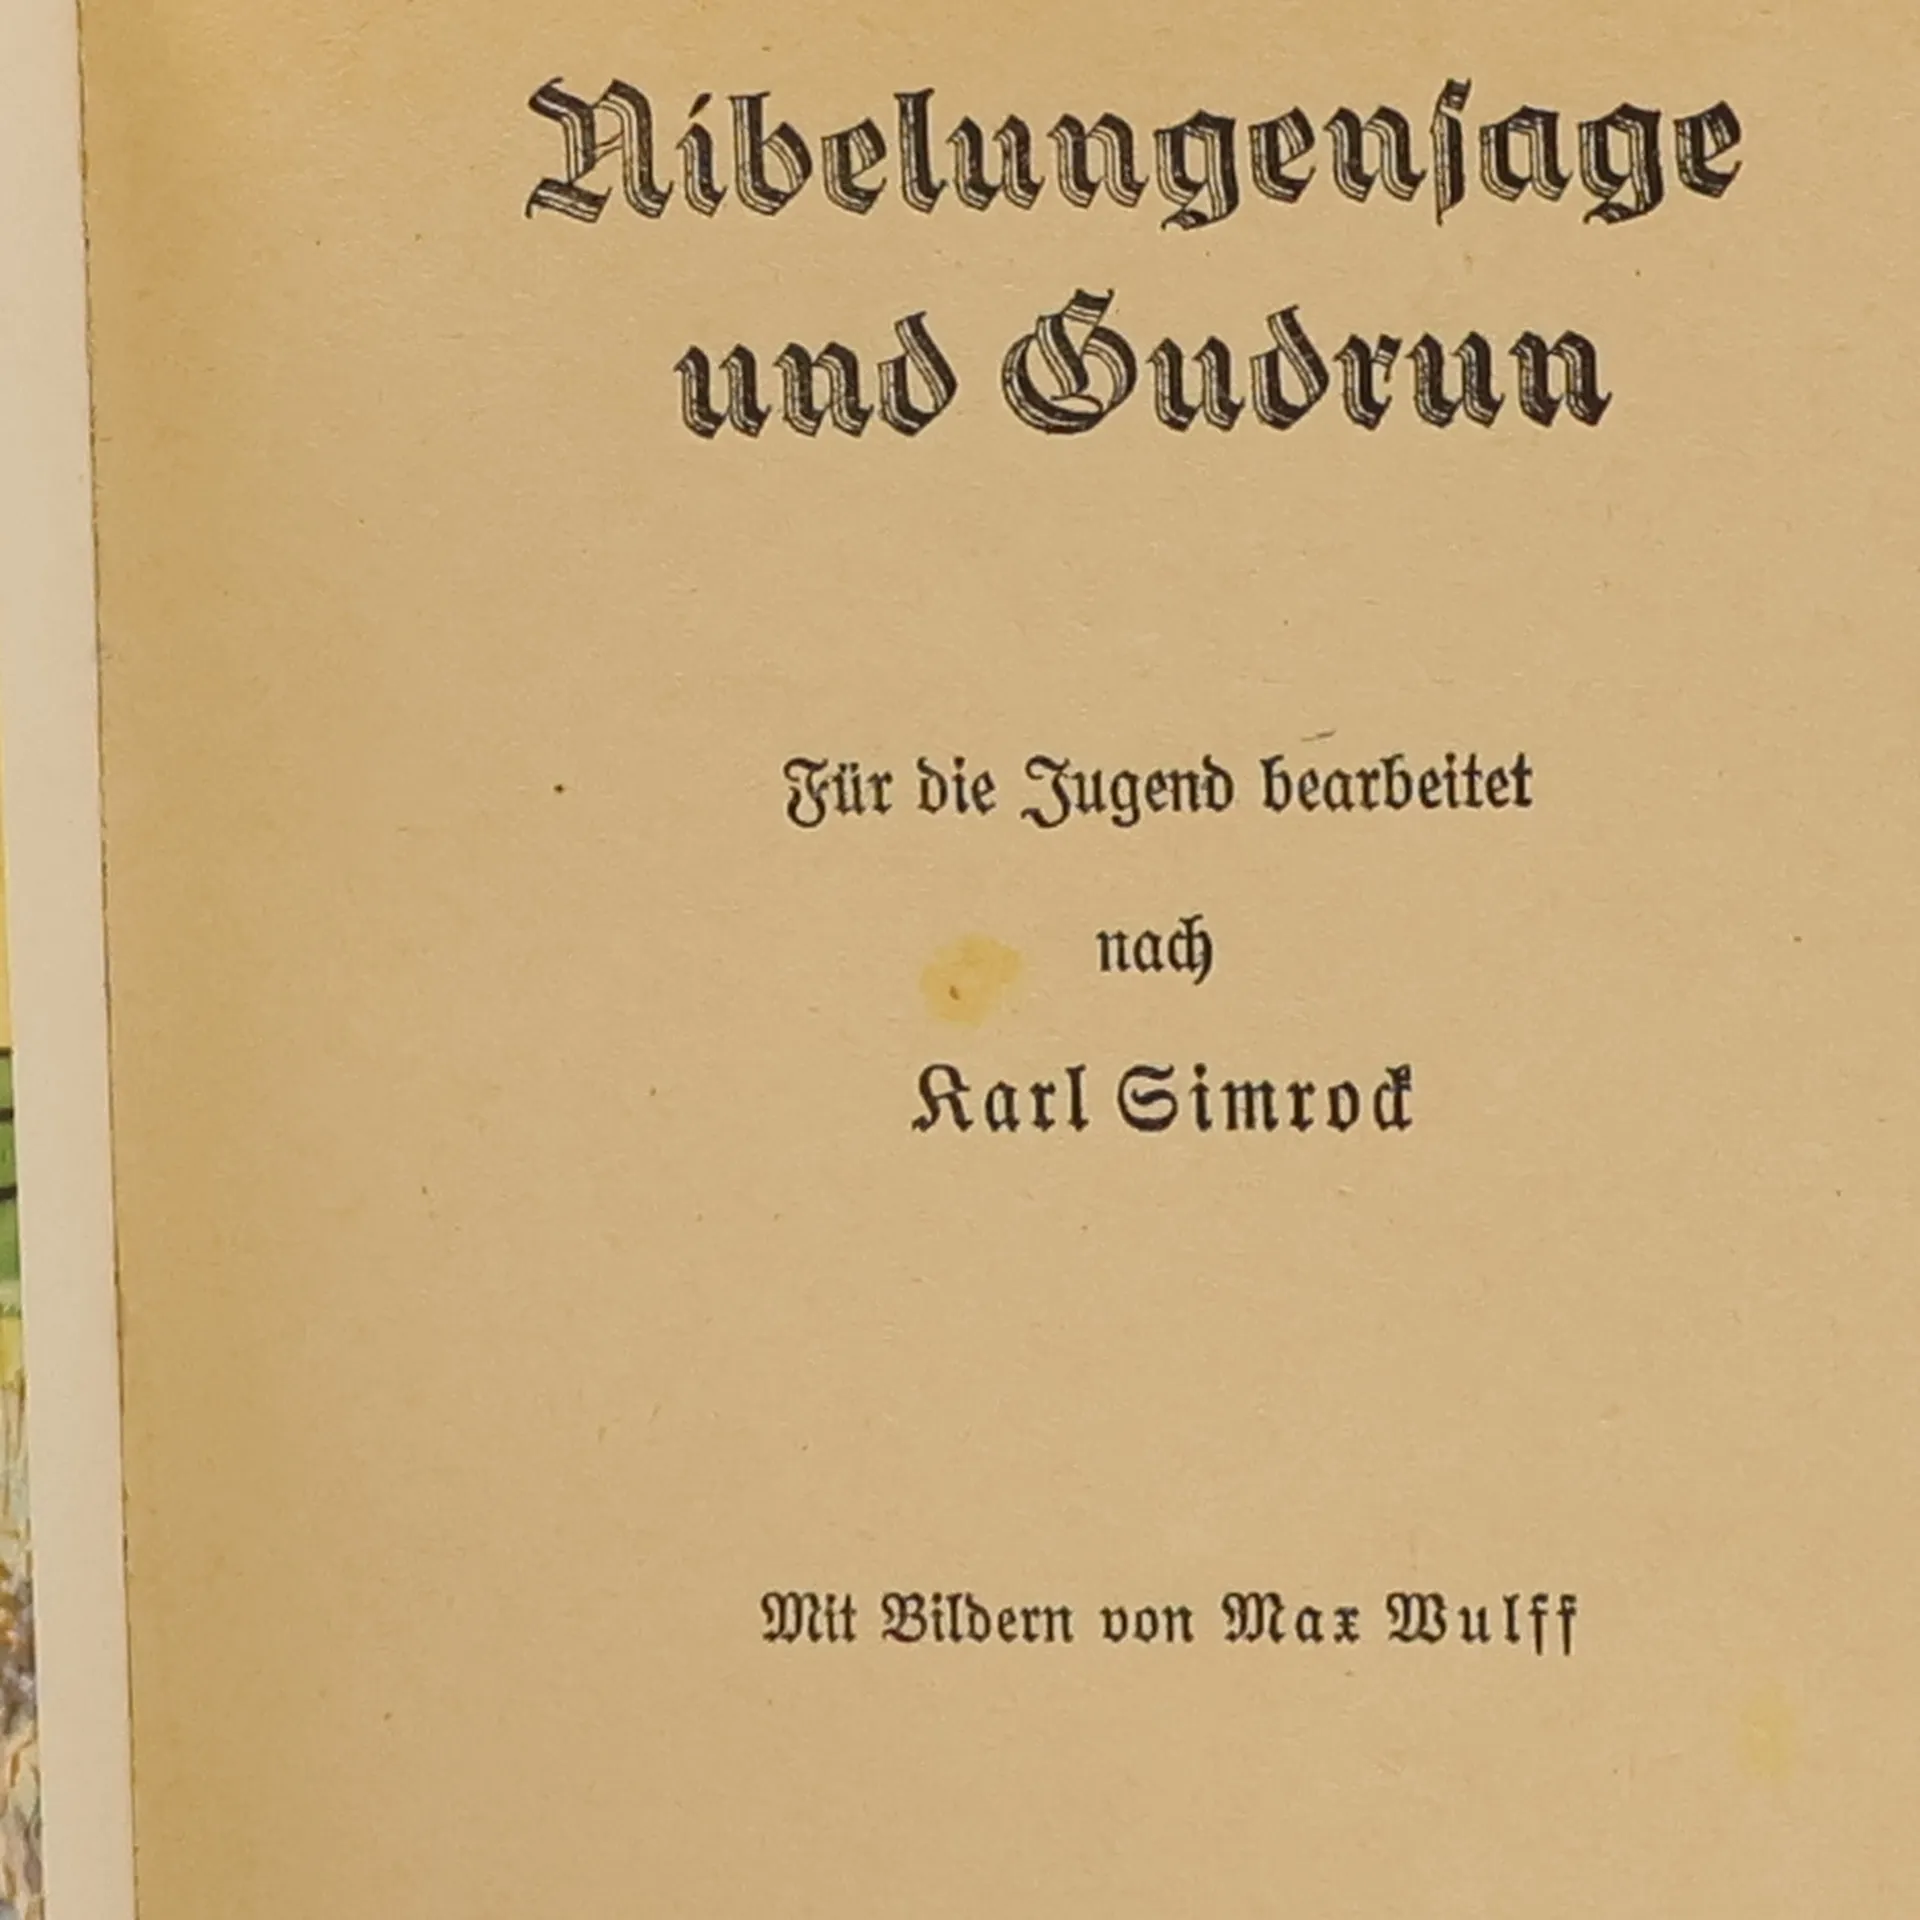 Nibelungensage
und Gudrun
Für die Jugend bearbeitet
nach
Karl Simrock
Mit Bildern von Max Wulff